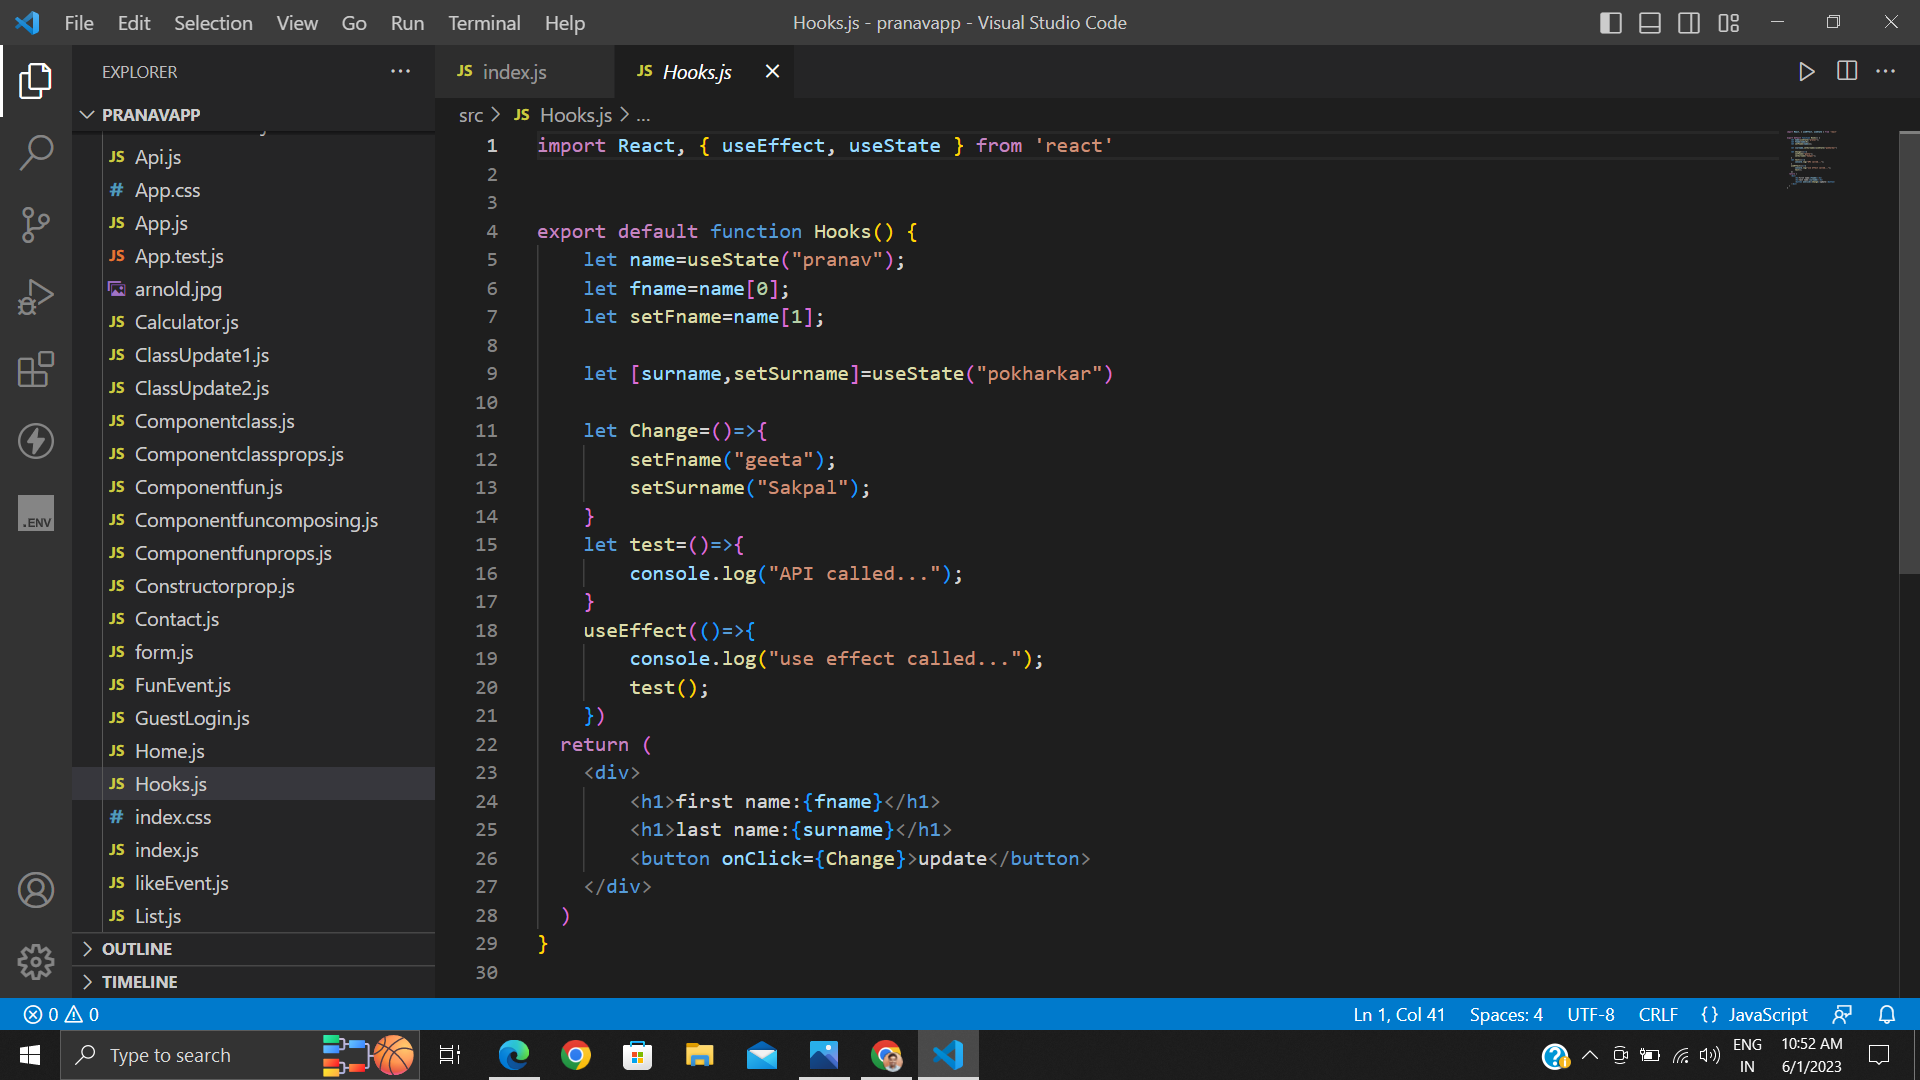 File Edit Selection View Go Run Terminal Help
Hooks.js - pranavapp - Visual Studio Code
EXPLORER
PRANAVAPP
JS Api.js
# App.css
JS App.js
JS App.test.js
arnold.jpg
JS Calculator.js
JS ClassUpdate1.js
JS ClassUpdate2.js
JS Componentclass.js
JS Componentclassprops.js
JS Componentfun.js
JS Componentfuncomposing.js
JS Componentfunprops.js
JS Constructorprop.js
JS Contact.js
JS form.js
JS FunEvent.js
JS GuestLogin.js
JS Home.js
JS Hooks.js
# index.css
JS index.js
JS likeEvent.js
JS List.js
OUTLINE
TIMELINE
.ENV
JS index.js JS Hooks.js
src > JS Hooks.js > ...
1 import React, { useEffect, useState } from 'react'
2
3
4 export default function Hooks() {
5 let name=useState("pranav");
6 let fname=name[0];
7 let setFname=name[1];
8
9 let [surname,setSurname]=useState("pokharkar")
10
11 let Change=()=>{
12 setFname("geeta");
13 setSurname("Sakpal");
14 }
15 let test=()=>{
16 console.log("API called...");
17 }
18 useEffect(()=>{
19 console.log("use effect called...");
20 test();
21 })
22 return (
23 <div>
24 <h1>first name:{fname}</h1>
25 <h1>last name:{surname}</h1>
26 <button onClick={Change}>update</button>
27 </div>
28 )
29 }
30
0 0
Ln 1, Col 41 Spaces: 4 UTF-8 CRLF {} JavaScript
Type to search
ENG
IN
10:52 AM
6/1/2023